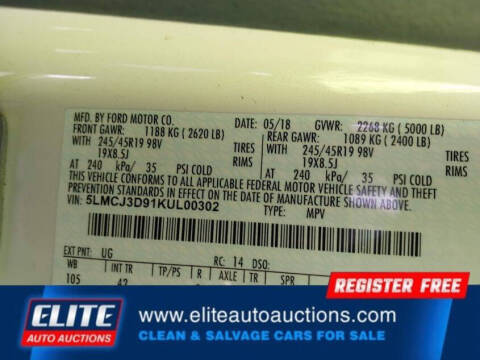 MFD. BY FORD MOTOR CO.
05/18 GVWR: 2268 KG ( 5000 LB)
FRONT GAWR: 1188 KG ( 2620 LB)
REAR GAWR: 1089 KG ( 2400 LB)
WITH 245/45R19 98V TIRES
WITH 245/45R19 98V TIRES
19X8.5J RIMS
19X8.5J RIMS
AT 240 kPa/ 35 PSI COLD
AT 240 kPa/ 35 PSI COLD
THIS VEHICLE CONFORMS TO ALL APPLICABLE FEDERAL MOTOR VEHICLE SAFETY AND THEFT
PREVENTION STANDARDS IN EFFECT ON THE DATE OF MANUFACTURE SHOWN ABOVE.
VIN: 5LMCJ3D91KUL00302
TYPE: MPV
EXT PNT: UG RC: 14 DSO:
WB INT TR TP/PS R AXLE TR SPR
105 42
REGISTER FREE
ELITE
AUTO AUCTIONS
www.eliteautoauctions.com
CLEAN & SALVAGE CARS FOR SALE